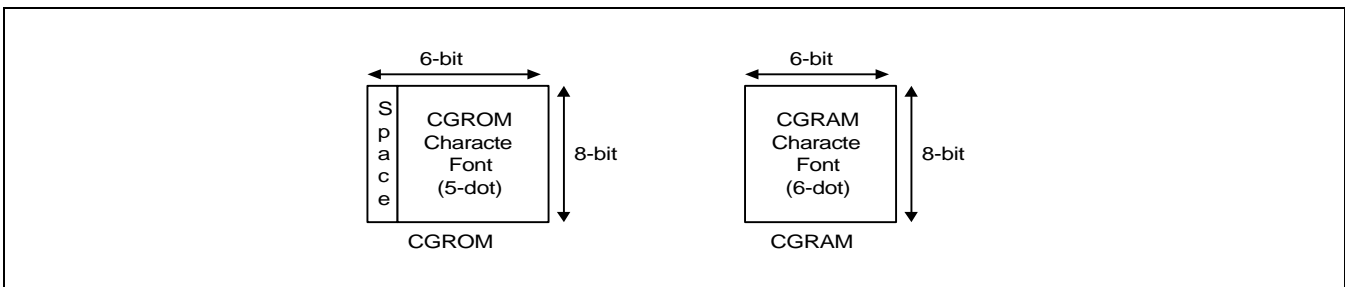 6-bit
Space
CGROM
Characte
Font
(5-dot)
8-bit
CGROM
6-bit
CGRAM
Characte
Font
(6-dot)
8-bit
CGRAM